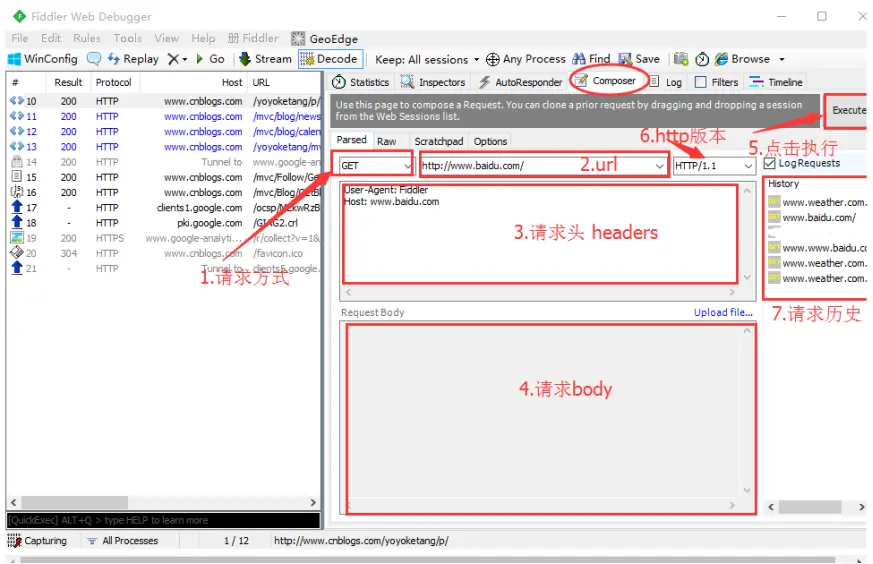 Fiddler Web Debugger
File Edit Rules Tools View Help 册 Fiddler GeoEdge
WinConfig Replay Go Stream Decode Keep: All sessions Any Process Find Save Browse
# Result Protocol Host URL
10 200 HTTP www.cnblogs.com /yoyoketang/p/
11 200 HTTP www.cnblogs.com /mvc/blog/news
12 200 HTTP www.cnblogs.com /mvc/blog/calen
13 200 HTTP www.cnblogs.com /yoyoketang/mv
14 200 HTTP Tunnel to www.google-an
15 200 HTTP www.cnblogs.com /mvc/Follow/Ge
16 200 HTTP www.cnblogs.com
17 - HTTP clients1.google.com
18 - HTTP pki.google.com /GIAG2.crl
19 200 HTTPS www.google-analyti... /r/collect?v=1&
20 304 HTTP www.cnblogs.com /favicon.ico
21 - HTTP Tunnel to clients5.google.
1.请求方式
[QuickExec] ALT+Q > type HELP to learn more
Statistics Inspectors AutoResponder Composer Log Filters Timeline
Use this page to compose a Request. You can clone a prior request by dragging and dropping a session
from the Web Sessions list.
Execute
6.http版本
5.点击执行
Parsed Raw Scratchpad Options
GET http://www.baidu.com/ 2.url HTTP/1.1
Log Requests
User-Agent: Fiddler
Host: www.baidu.com
3.请求头 headers
History
www.weather.com.
www.baidu.com/
www.www.baidu.c
www.weather.com.
www.weather.com.
7.请求历史
Request Body Upload file...
4.请求body
Capturing All Processes 1 / 12 http://www.cnblogs.com/yoyoketang/p/